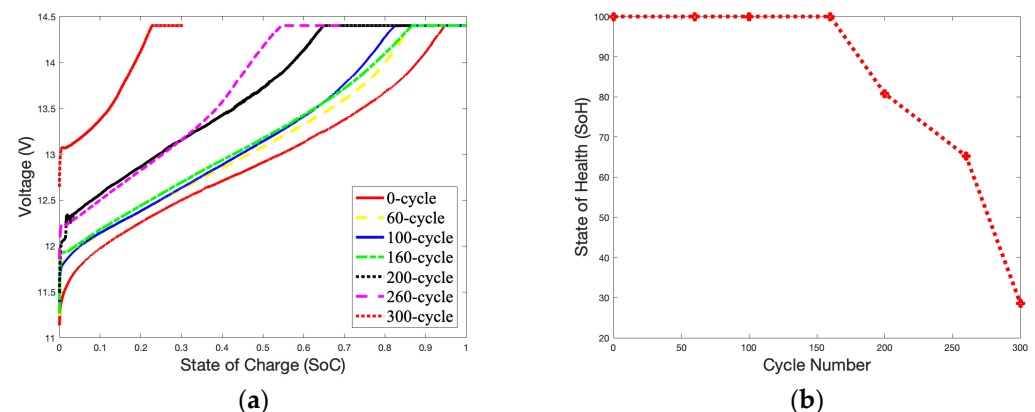 14.5
14
13.5
13
12.5
12
11.5
11
Voltage (V)
0
0.1
0.2
0.3
0.4
0.5
0.6
0.7
0.8
0.9
1
State of Charge (SoC)
0-cycle
60-cycle
100-cycle
160-cycle
200-cycle
260-cycle
300-cycle
(a)
100
90
80
70
60
50
40
30
20
State of Health (SoH)
0
50
100
150
200
250
300
Cycle Number
(b)